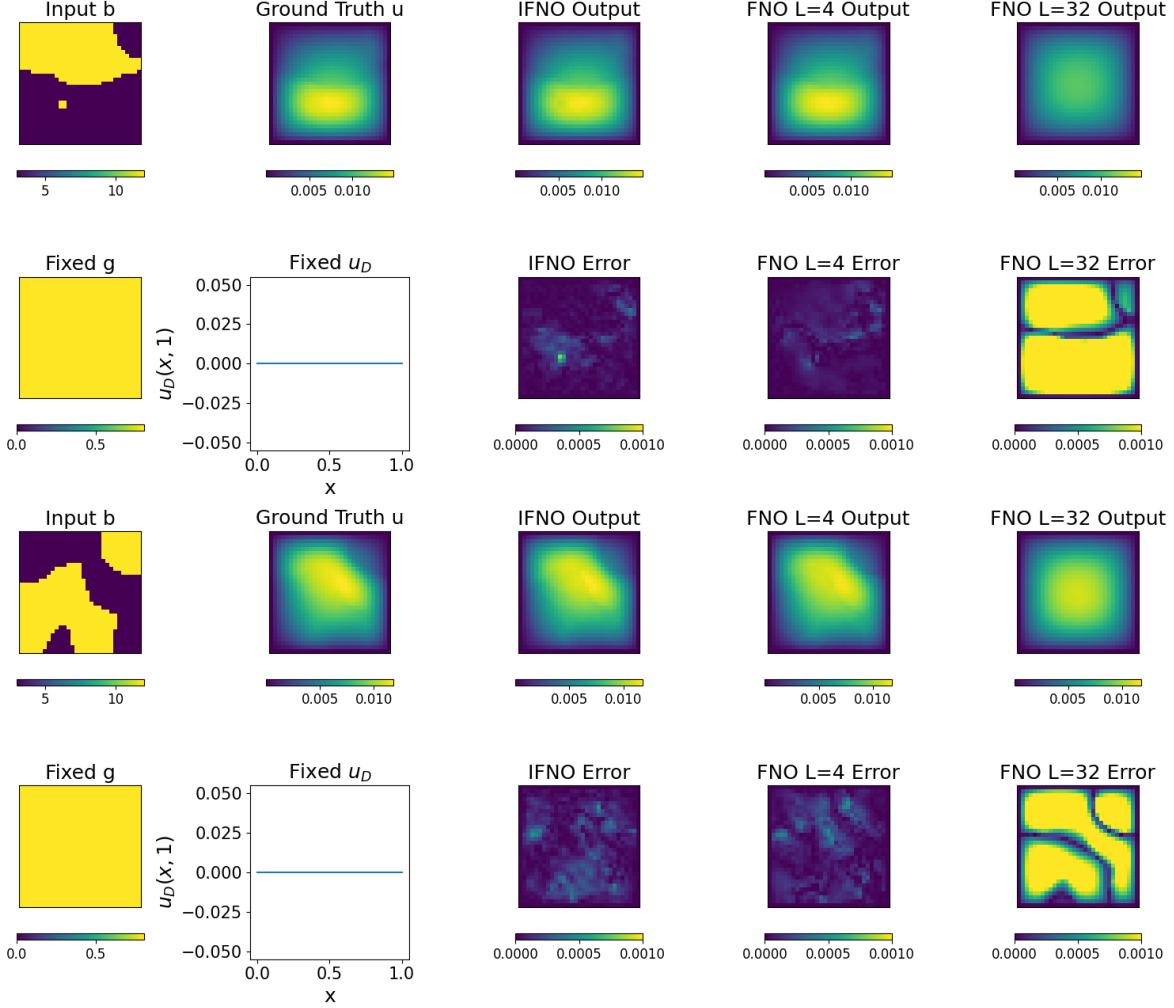 Input b
Ground Truth u
IFNO Output
FNO L=4 Output
FNO L=32 Output
5 10
0.005 0.010
0.005 0.010
0.005 0.010
0.005 0.010
Fixed g
Fixed u_D
IFNO Error
FNO L=4 Error
FNO L=32 Error
0.050
0.025
0.000
−0.025
−0.050
u_D(x, 1)
0.0 0.5 1.0
x
0.0 0.5
0.0000 0.0005 0.0010
0.0000 0.0005 0.0010
0.0000 0.0005 0.0010
Input b
Ground Truth u
IFNO Output
FNO L=4 Output
FNO L=32 Output
5 10
0.005 0.010
0.005 0.010
0.005 0.010
0.005 0.010
Fixed g
Fixed u_D
IFNO Error
FNO L=4 Error
FNO L=32 Error
0.050
0.025
0.000
−0.025
−0.050
u_D(x, 1)
0.0 0.5 1.0
x
0.0 0.5
0.0000 0.0005 0.0010
0.0000 0.0005 0.0010
0.0000 0.0005 0.0010